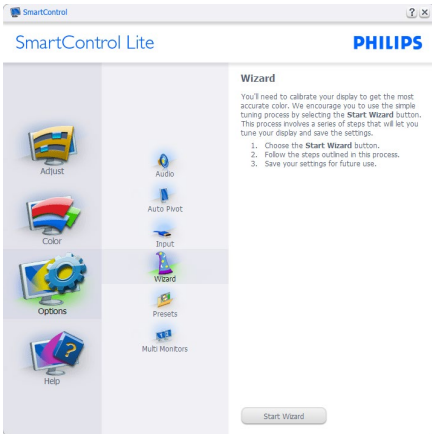 SmartControl
? ×
SmartControl Lite
PHILIPS
Adjust
Color
Options
Help
Audio
Auto Pivot
Input
Wizard
Presets
Multi Monitors
Wizard
You'll need to calibrate your display to get the most
accurate color. We encourage you to use the simple
tuning process by selecting the Start Wizard button.
This process involves a series of steps that will let you
tune your display and save the settings.
1. Choose the Start Wizard button.
2. Follow the steps outlined in this process.
3. Save your settings for future use.
Start Wizard